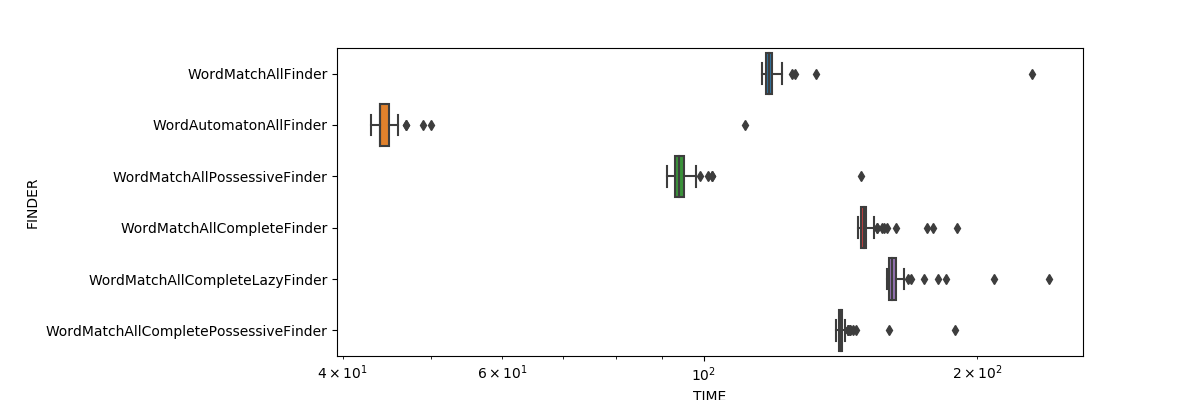 WordMatchAllFinder
WordAutomatonAllFinder
WordMatchAllPossessiveFinder
WordMatchAllCompleteFinder
WordMatchAllCompleteLazyFinder
WordMatchAllCompletePossessiveFinder
FINDER
4 × 10¹ 6 × 10¹ 10² 2 × 10²
TIME